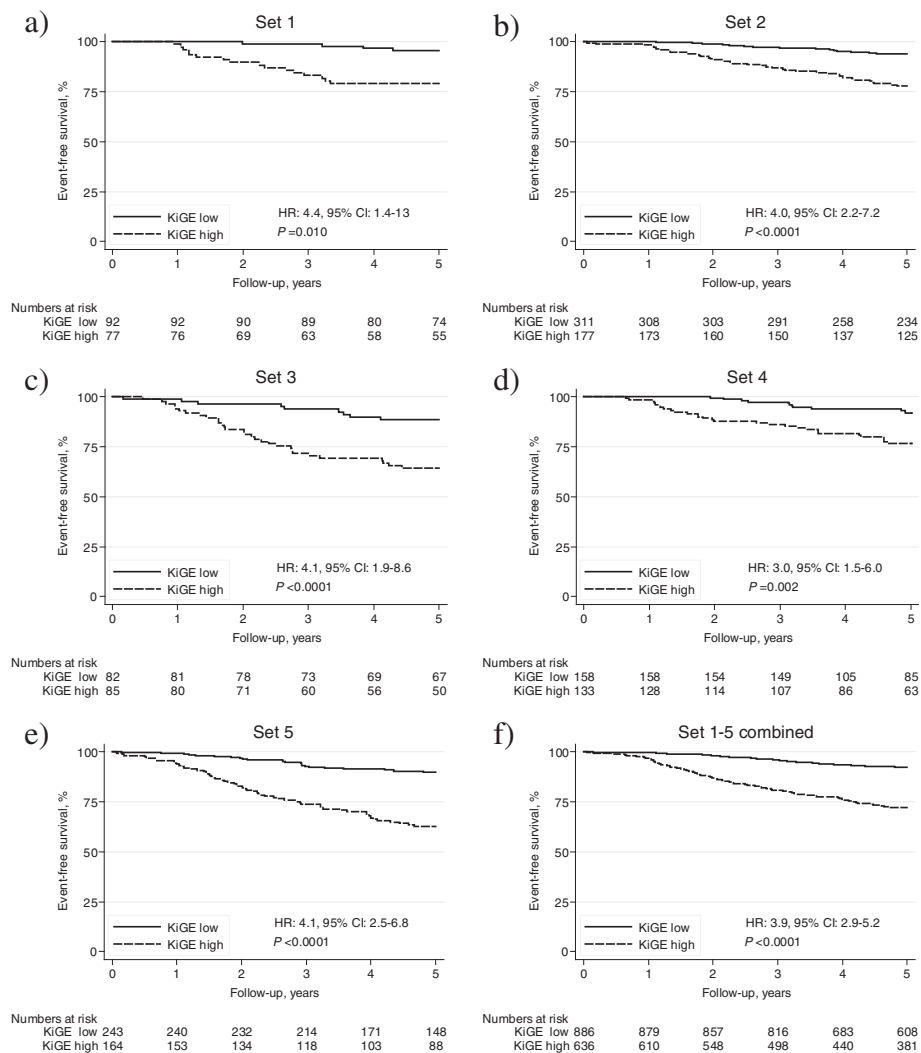 a)
Set 1
100
75
50
25
0
Event-free survival, %
KiGE low
KiGE high
HR: 4.4, 95% CI: 1.4-13
P =0.010
0 1 2 3 4 5
Follow-up, years
Numbers at risk
KiGE low 92 92 90 89 80 74
KiGE high 77 76 69 63 58 55
b)
Set 2
100
75
50
25
0
Event-free survival, %
KiGE low
KiGE high
HR: 4.0, 95% CI: 2.2-7.2
P <0.0001
0 1 2 3 4 5
Follow-up, years
Numbers at risk
KiGE low 311 308 303 291 258 234
KiGE high 177 173 160 150 137 125
c)
Set 3
100
75
50
25
0
Event-free survival, %
KiGE low
KiGE high
HR: 4.1, 95% CI: 1.9-8.6
P <0.0001
0 1 2 3 4 5
Follow-up, years
Numbers at risk
KiGE low 82 81 78 73 69 67
KiGE high 85 80 71 60 56 50
d)
Set 4
100
75
50
25
0
Event-free survival, %
KiGE low
KiGE high
HR: 3.0, 95% CI: 1.5-6.0
P =0.002
0 1 2 3 4 5
Follow-up, years
Numbers at risk
KiGE low 158 158 154 149 105 85
KiGE high 133 128 114 107 86 63
e)
Set 5
100
75
50
25
0
Event-free survival, %
KiGE low
KiGE high
HR: 4.1, 95% CI: 2.5-6.8
P <0.0001
0 1 2 3 4 5
Follow-up, years
Numbers at risk
KiGE low 243 240 232 214 171 148
KiGE high 164 153 134 118 103 88
f)
Set 1-5 combined
100
75
50
25
0
Event-free survival, %
KiGE low
KiGE high
HR: 3.9, 95% CI: 2.9-5.2
P <0.0001
0 1 2 3 4 5
Follow-up, years
Numbers at risk
KiGE low 886 879 857 816 683 608
KiGE high 636 610 548 498 440 381